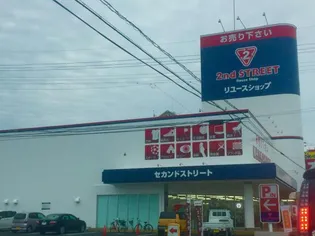 お売り下さい
2
2nd STREET
Reuse Shop
リユースショップ
セカンドストリート
P